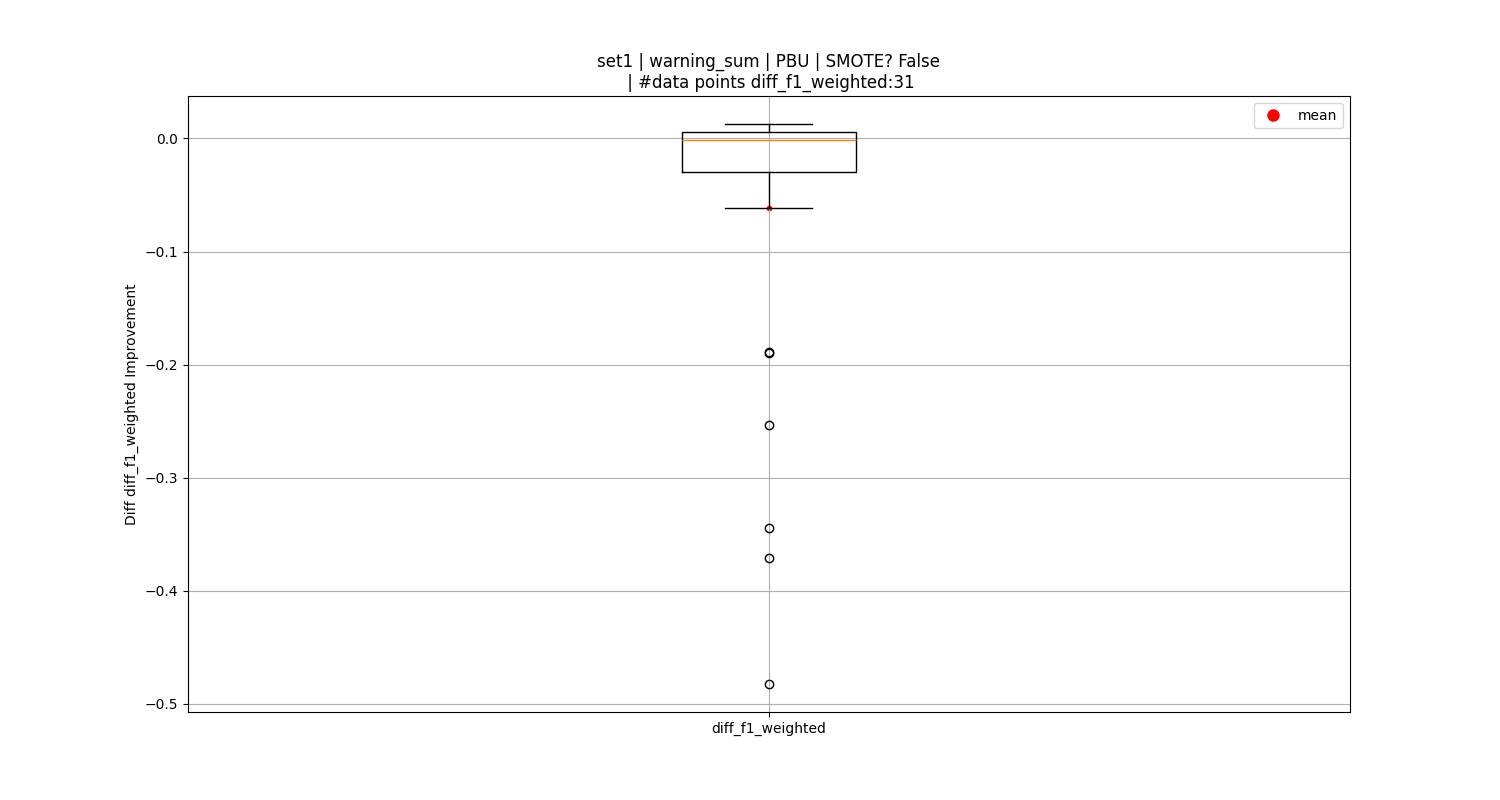 set1 | warning_sum | PBU | SMOTE? False
| #data points diff_f1_weighted:31
mean
0.0
−0.1
−0.2
−0.3
−0.4
−0.5
Diff diff_f1_weighted Improvement
diff_f1_weighted